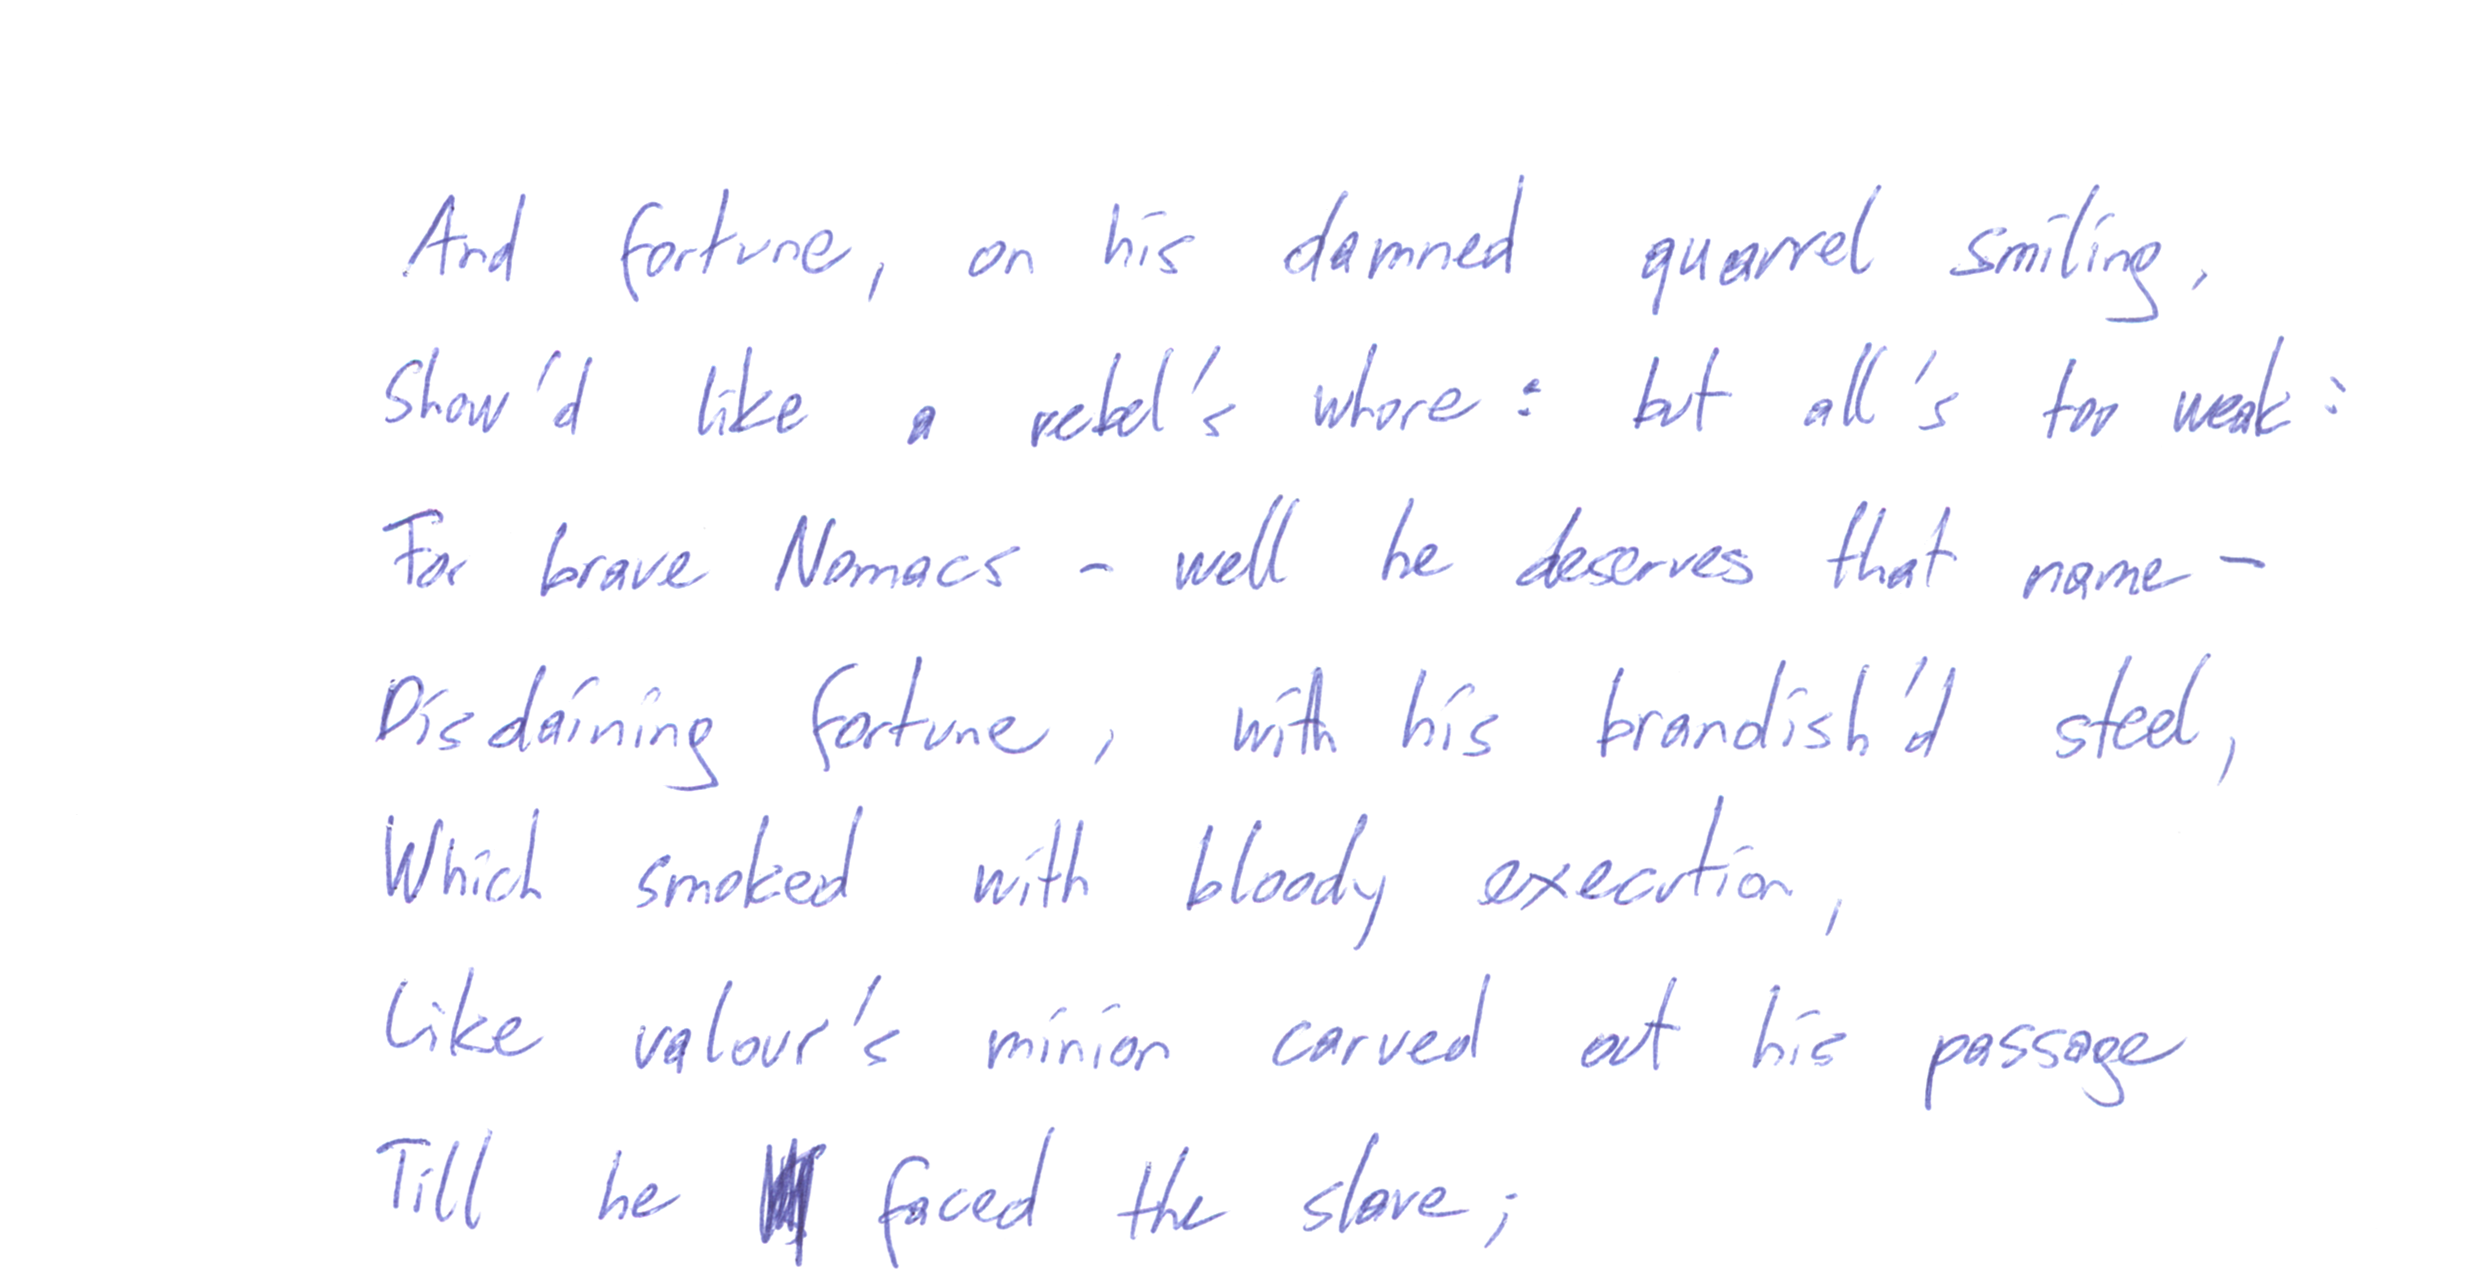 And fortune, on his damned quarrel smiling,
Show'd like a rebel's whore: but all's too weak:
For brave Nomacs - well he deserves that name -
Disdaining fortune, with his brandish'd steel,
Which smoked with bloody execution,
Like valour's minion carved out his passage
Till he faced the slave;